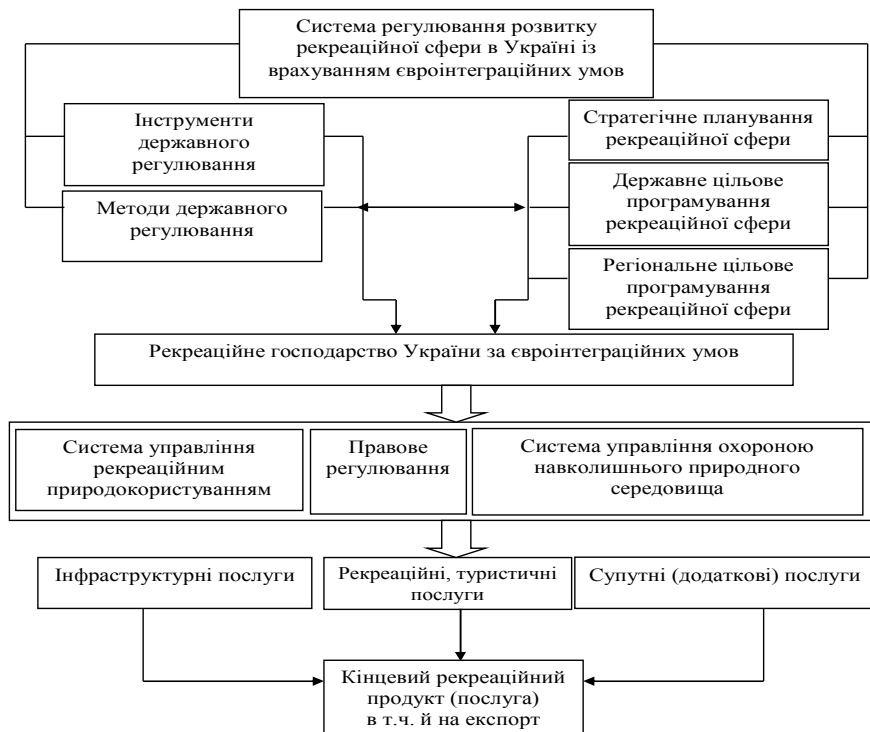 Система регулювання розвитку
рекреаційної сфери в Україні із
врахуванням євроінтеграційних умов
Інструменти
державного
регулювання
Методи державного
регулювання
Стратегічне планування
рекреаційної сфери
Державне цільове
програмування
рекреаційної сфери
Регіональне цільове
програмування
рекреаційної сфери
Рекреаційне господарство України за євроінтеграційних умов
Система управління
рекреаційним
природокористуванням
Правове
регулювання
Система управління охороною
навколишнього природного
середовища
Інфраструктурні послуги
Рекреаційні, туристичні
послуги
Супутні (додаткові) послуги
Кінцевий рекреаційний
продукт (послуга)
в т.ч. й на експорт